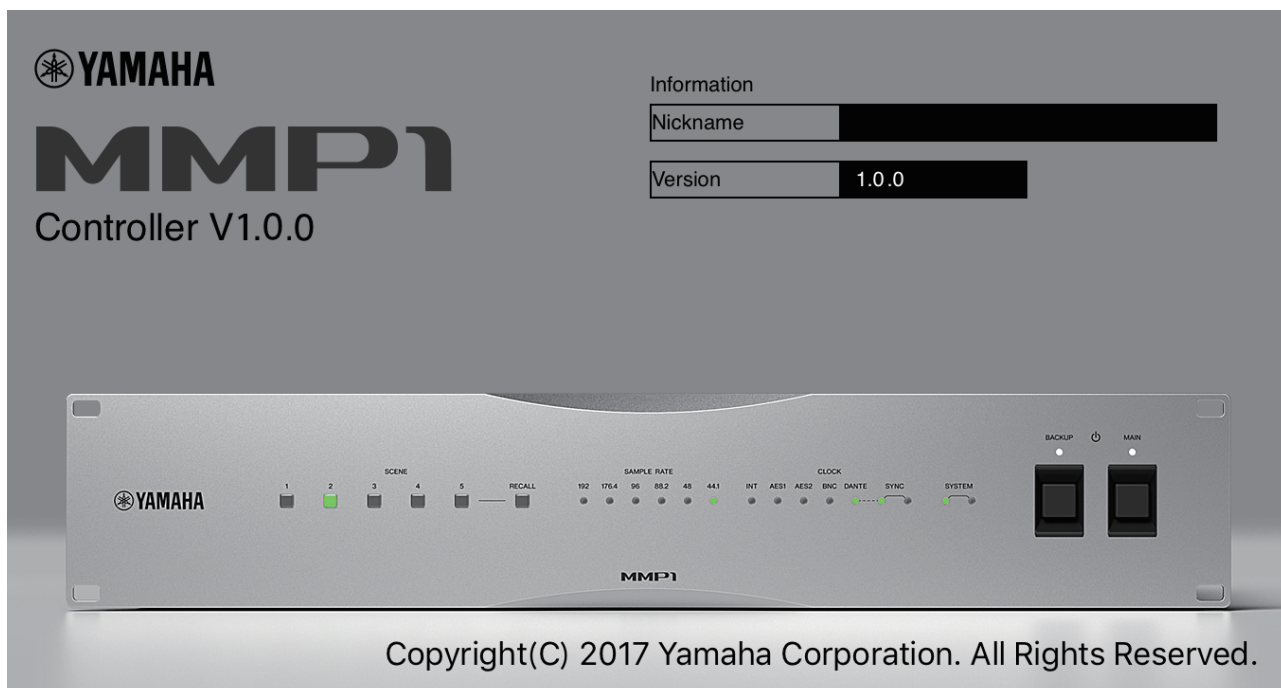 YAMAHA
MMP1
Controller V1.0.0
Information
Nickname
Version 1.0.0
BACKUP MAIN
SCENE SAMPLE RATE CLOCK
1 2 3 4 5 RECALL 192 176.4 96 88.2 48 44.1 INT AES1 AES2 BNC DANTE SYNC SYSTEM
YAMAHA
MMP1
Copyright(C) 2017 Yamaha Corporation. All Rights Reserved.